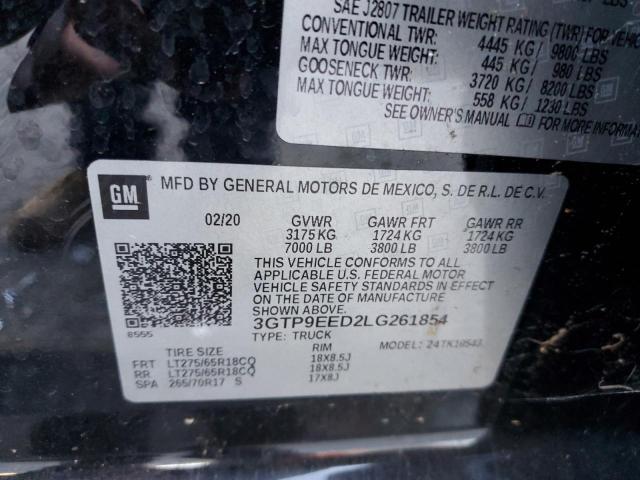 SAE J2807 TRAILER WEIGHT RATING (TWR) FOR
CONVENTIONAL TWR: 4445 KG / 9800 LBS
MAX TONGUE WEIGHT: 445 KG / 980 LBS
GOOSENECK TWR: 3720 KG / 8200 LBS
MAX TONGUE WEIGHT: 558 KG / 1230 LBS
SEE OWNER'S MANUAL
GM
MFD BY GENERAL MOTORS DE MEXICO, S. DE R.L. DE C.V.
02/20 GVWR GAWR FRT GAWR RR
3175 KG 1724 KG 1724 KG
7000 LB 3800 LB 3800 LB
THIS VEHICLE CONFORMS TO ALL
APPLICABLE U.S. FEDERAL MOTOR
VEHICLE SAFETY STANDARDS IN EFFECT
ON THE DATE OF MANUFACTURE SHOWN ABOVE.
8555 3GTP9EED2LG261854
TYPE: TRUCK MODEL: 24TK10543
TIRE SIZE RIM
FRT LT275/65R18CQ 18X8.5J
RR LT275/65R18CQ 18X8.5J
SPA 265/70R17 S 17X8J